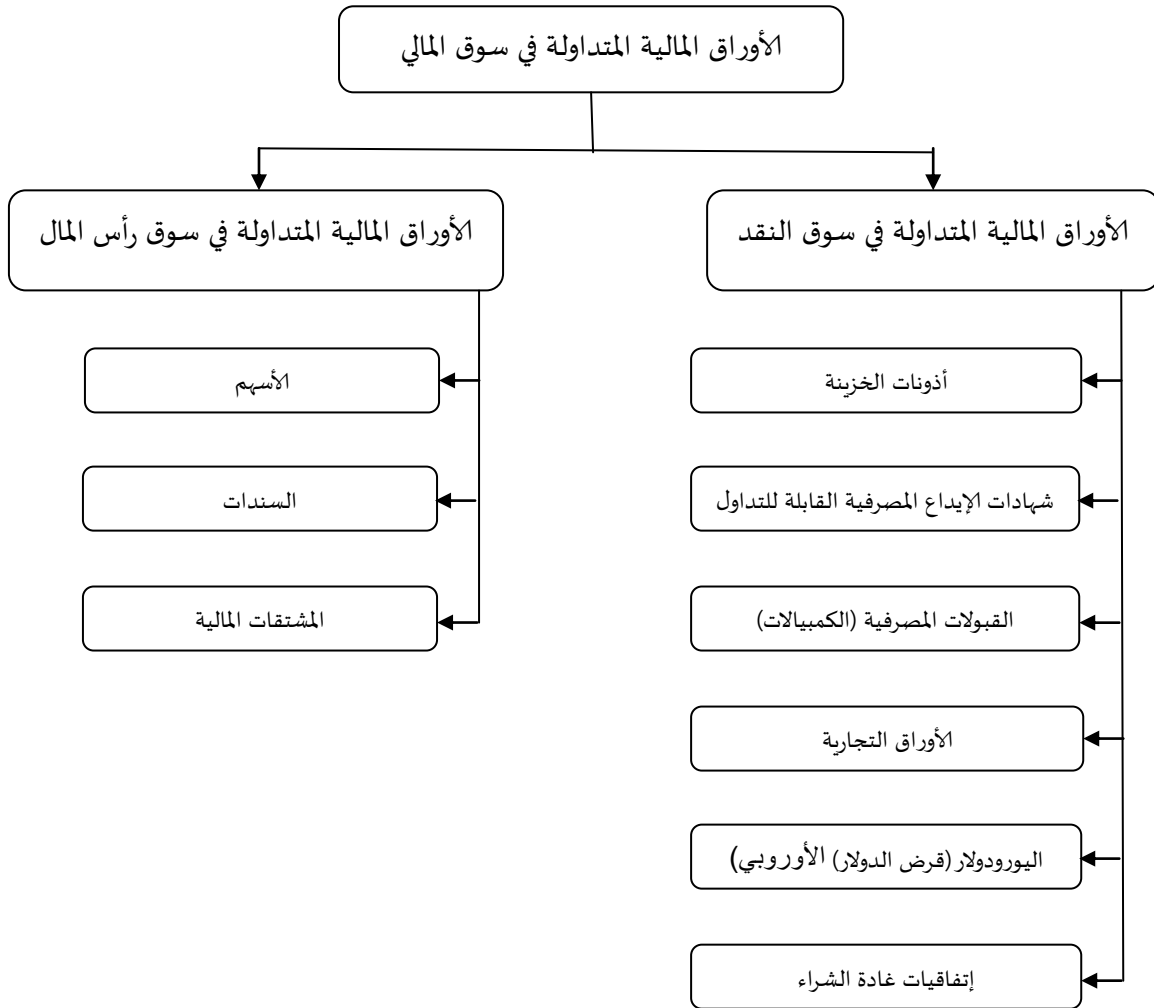 الأوراق المالية المتداولة في سوق المالي
الأوراق المالية المتداولة في سوق النقد
الأوراق المالية المتداولة في سوق رأس المال
أذونات الخزينة
شهادات الإيداع المصرفية القابلة للتداول
القبولات المصرفية (الكمبيالات)
الأوراق التجارية
اليورودولار (قرض الدولار) الأوروبي)
إتفاقيات غادة الشراء
الأسهم
السندات
المشتقات المالية